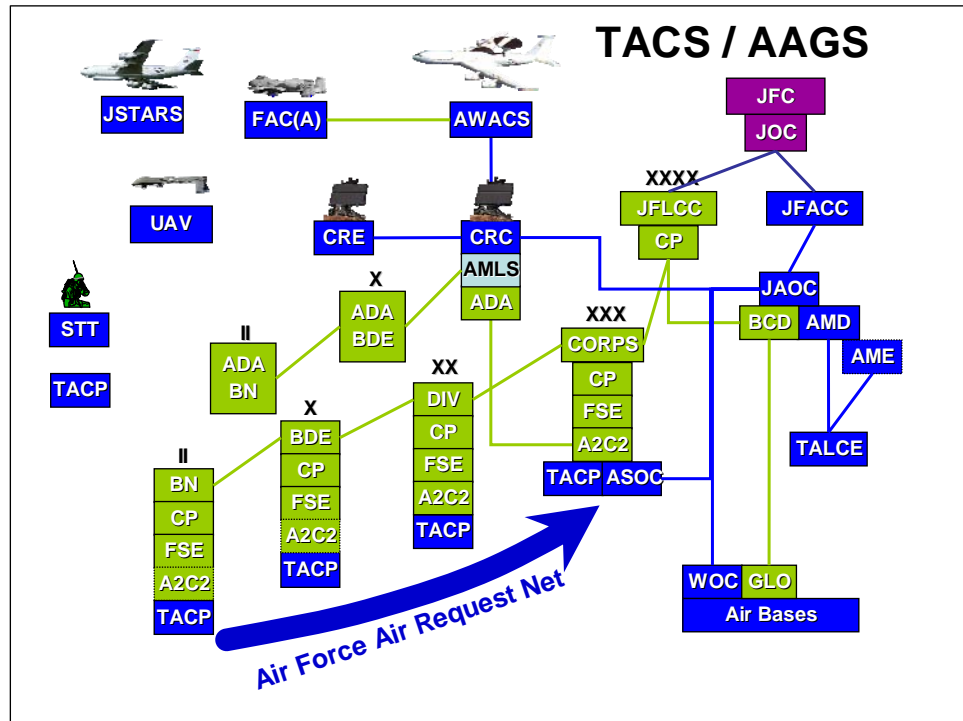 TACS / AAGS
JSTARS
FAC(A)
AWACS
JFC
JOC
UAV
CRE
CRC
AMLS
ADA
XXXX
JFLCC
CP
JFACC
JAOC
BCD AMD
AME
TALCE
STT
TACP
II
ADA
BN
X
ADA
BDE
XXX
CORPS
CP
FSE
A2C2
TACP ASOC
XX
DIV
CP
FSE
A2C2
TACP
X
BDE
CP
FSE
A2C2
TACP
II
BN
CP
FSE
A2C2
TACP
Air Force Air Request Net
WOC GLO
Air Bases